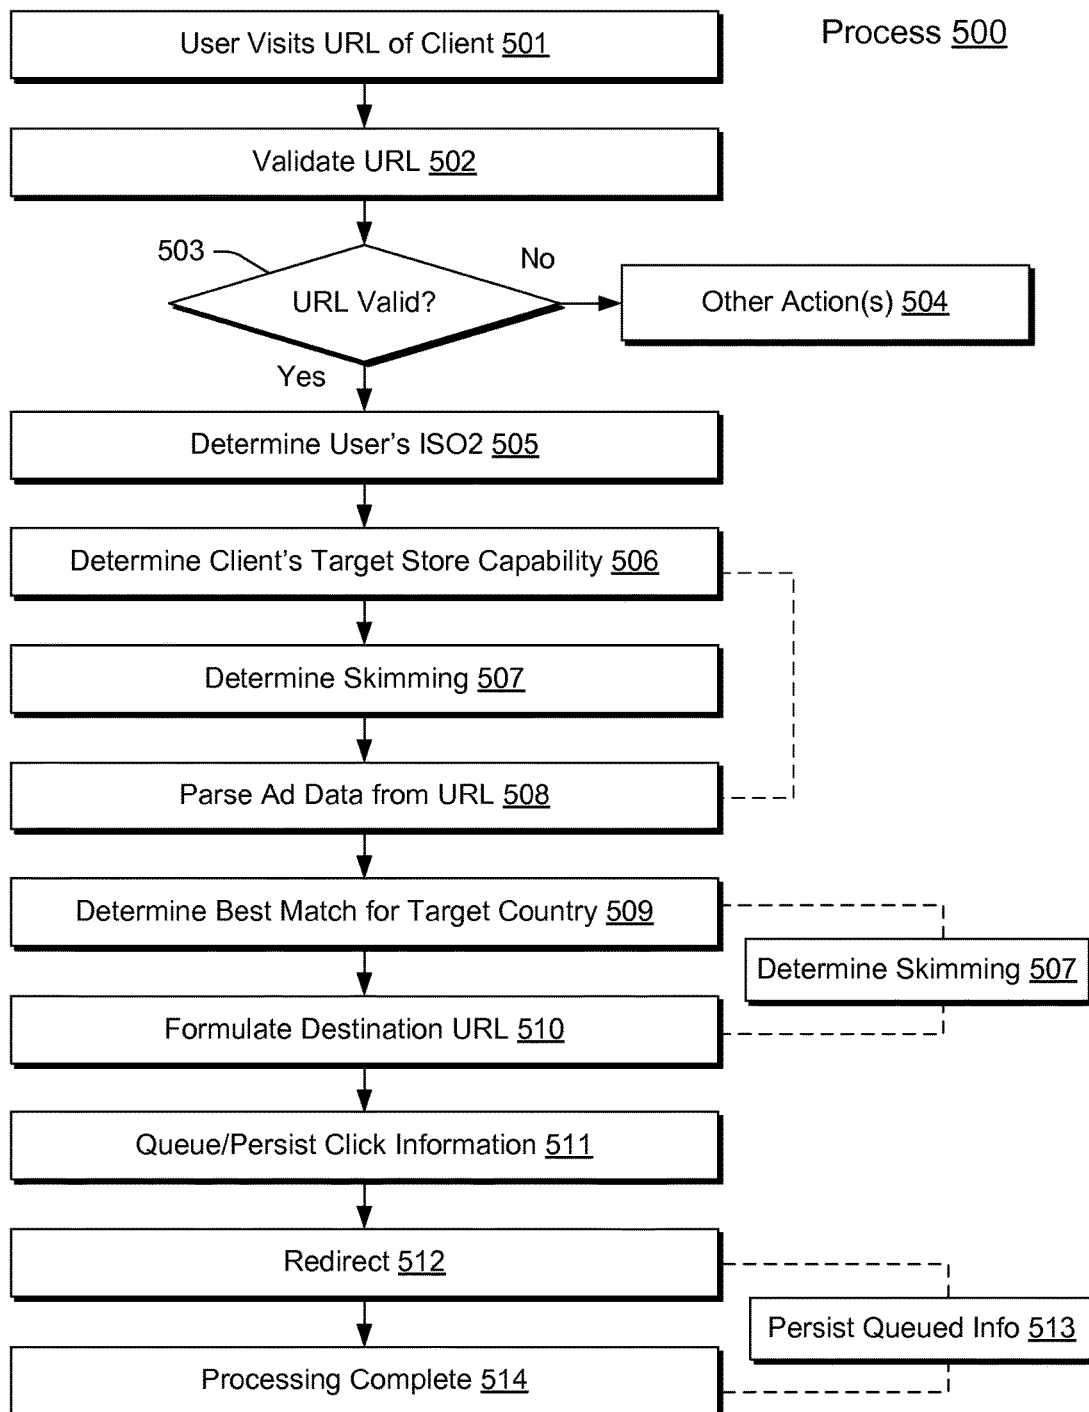 User Visits URL of Client 501
Process 500
Validate URL 502
503
No
URL Valid?
Other Action(s) 504
Yes
Determine User's ISO2 505
Determine Client's Target Store Capability 506
Determine Skimming 507
Parse Ad Data from URL 508
Determine Best Match for Target Country 509
Determine Skimming 507
Formulate Destination URL 510
Queue/Persist Click Information 511
Redirect 512
Persist Queued Info 513
Processing Complete 514